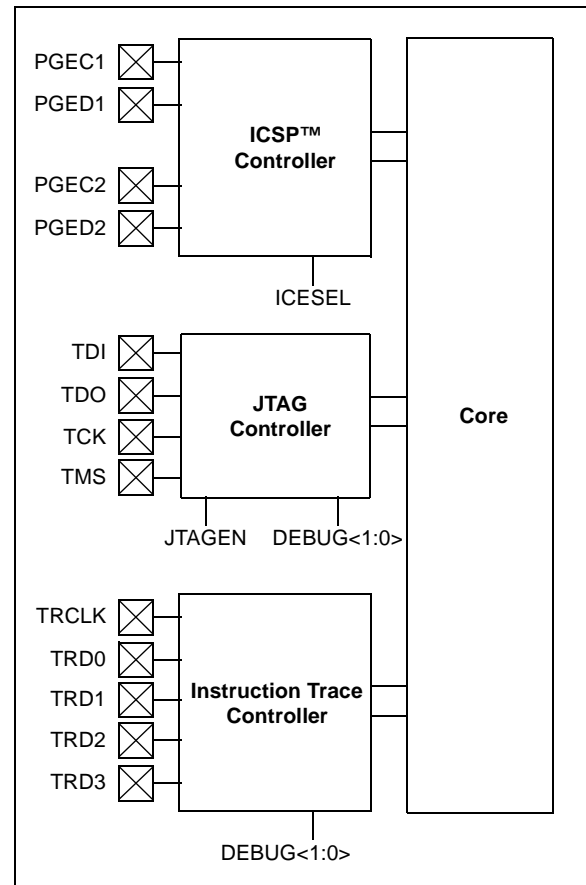 PGEC1
PGED1
ICSP™
Controller
PGEC2
PGED2
ICESEL
TDI
TDO
TCK
TMS
JTAG
Controller
Core
JTAGEN
DEBUG<1:0>
TRCLK
TRD0
TRD1
TRD2
TRD3
Instruction Trace
Controller
DEBUG<1:0>